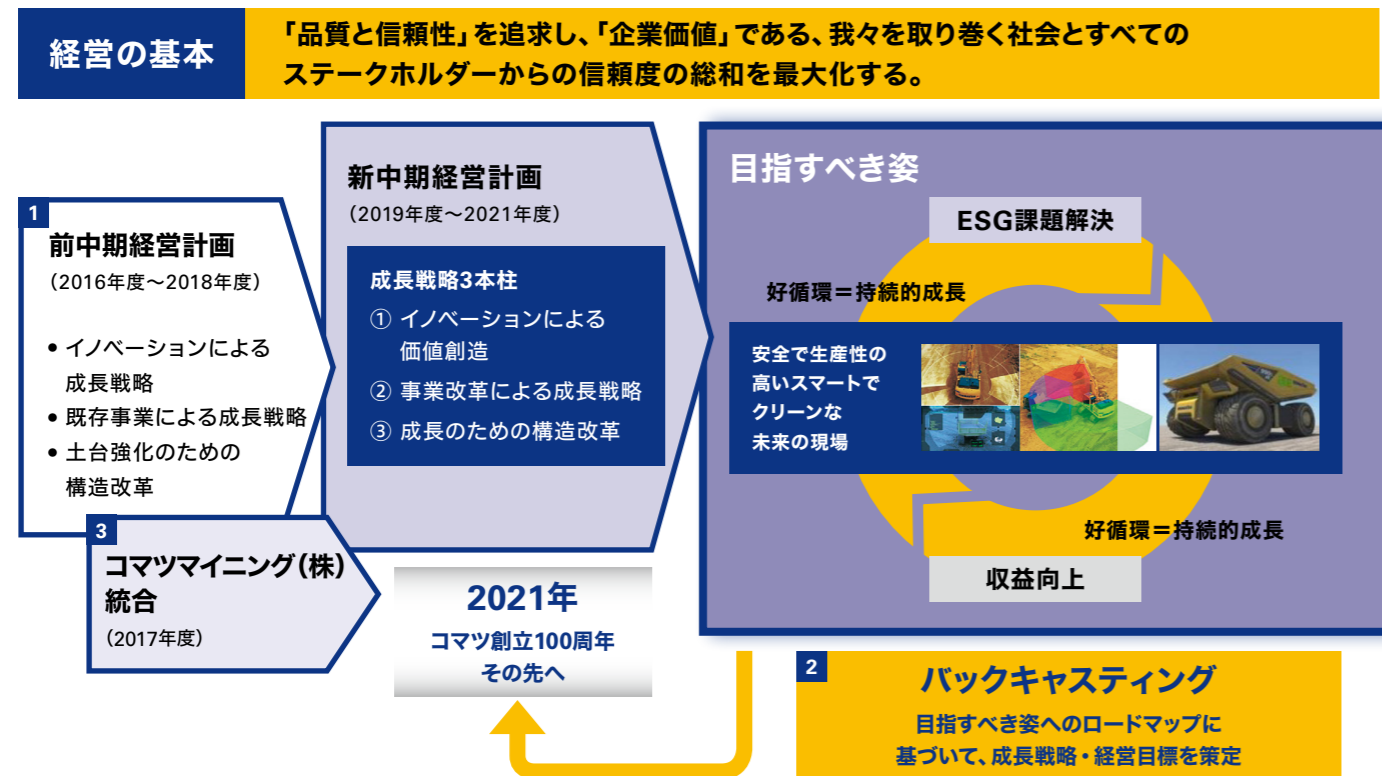 経営の基本
「品質と信頼性」を追求し、「企業価値」である、我々を取り巻く社会とすべての
ステークホルダーからの信頼度の総和を最大化する。
1
前中期経営計画
(2016年度～2018年度)
• イノベーションによる
成長戦略
• 既存事業による成長戦略
• 土台強化のための
構造改革
3
コマツマイニング(株)
統合
(2017年度)
新中期経営計画
(2019年度～2021年度)
成長戦略3本柱
① イノベーションによる
価値創造
② 事業改革による成長戦略
③ 成長のための構造改革
2021年
コマツ創立100周年
その先へ
目指すべき姿
ESG課題解決
好循環＝持続的成長
安全で生産性の
高いスマートで
クリーンな
未来の現場
好循環＝持続的成長
収益向上
2
バックキャスティング
目指すべき姿へのロードマップに
基づいて、成長戦略・経営目標を策定